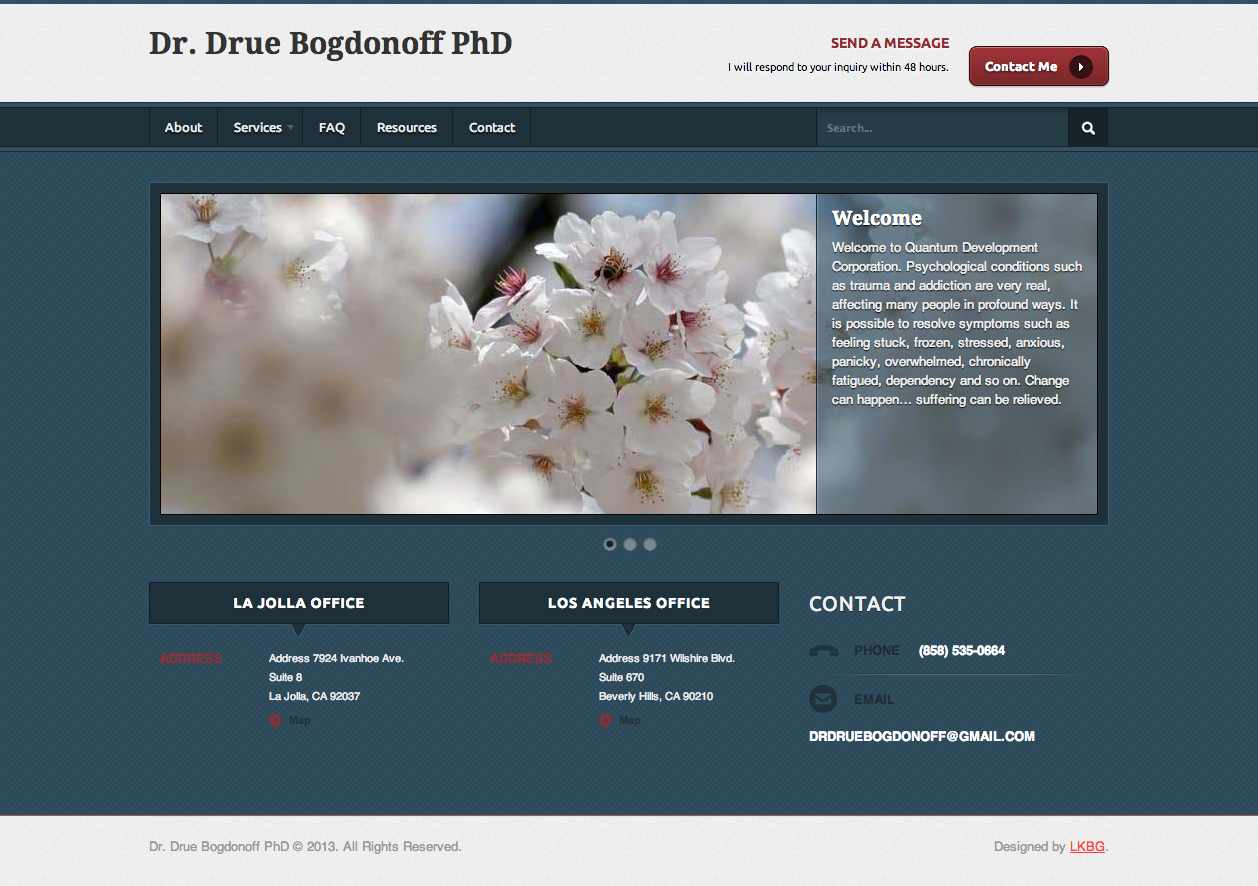 Dr. Drue Bogdonoff PhD
SEND A MESSAGE
I will respond to your inquiry within 48 hours.
Contact Me
About Services FAQ Resources Contact Search...
Welcome
Welcome to Quantum Development
Corporation. Psychological conditions such
as trauma and addiction are very real,
affecting many people in profound ways. It
is possible to resolve symptoms such as
feeling stuck, frozen, stressed, anxious,
panicky, overwhelmed, chronically
fatigued, dependency and so on. Change
can happen... suffering can be relieved.
LA JOLLA OFFICE
ADDRESS
Address 7924 Ivanhoe Ave.
Suite 8
La Jolla, CA 92037
Map
LOS ANGELES OFFICE
ADDRESS
Address 9171 Wilshire Blvd.
Suite 670
Beverly Hills, CA 90210
Map
CONTACT
PHONE (858) 535-0664
EMAIL
DRDRUEBOGDONOFF@GMAIL.COM
Dr. Drue Bogdonoff PhD © 2013. All Rights Reserved.
Designed by LKBG.